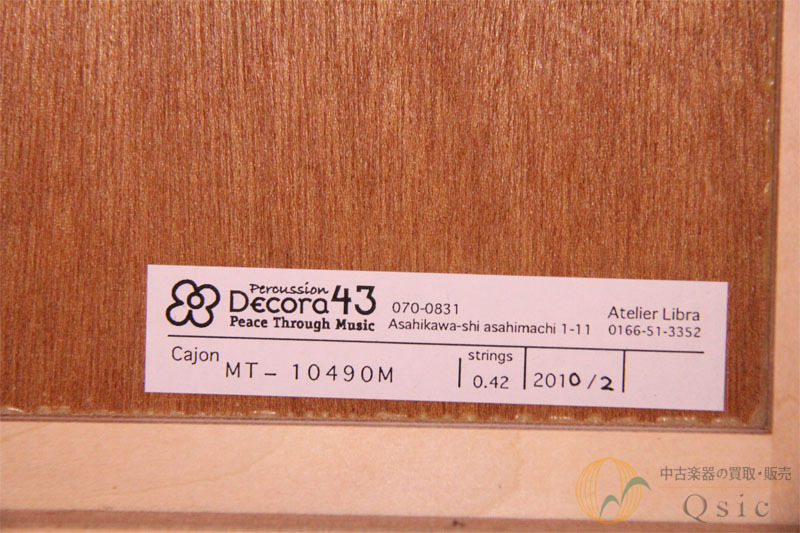 Percussion
Decora43
Peace Through Music
070-0831
Asahikawa-shi asahimachi 1-11
Atelier Libra
0166-51-3352
Cajon
MT-10490M
strings
0.42
2010/2
中古楽器の買取・販売
Qsic